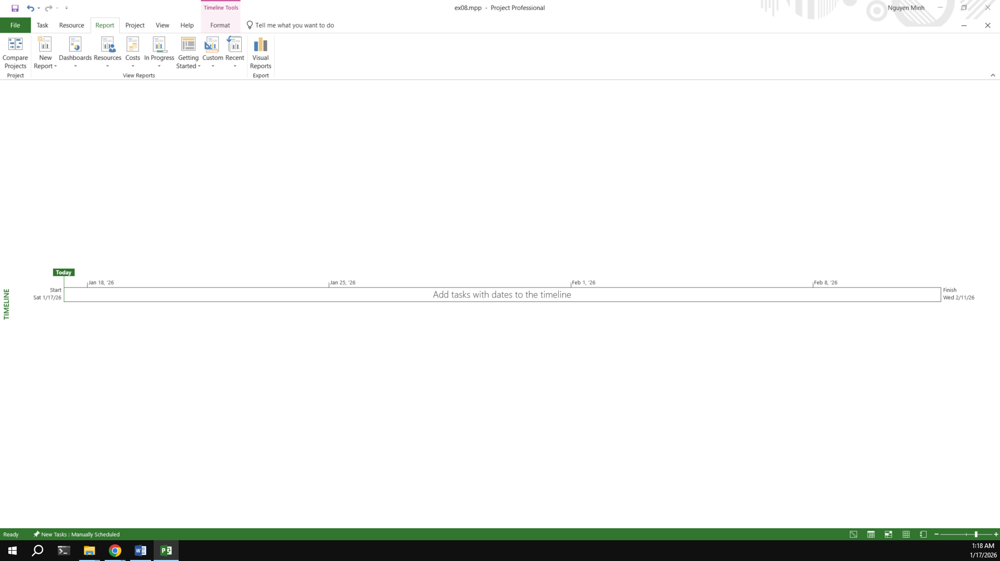 Timeline Tools
ex08.mpp - Project Professional
Nguyen Minh
File
Task
Resource
Report
Project
View
Help
Format
Tell me what you want to do
Compare Projects
New Report
Dashboards
Resources
Costs
In Progress
Getting Started
Custom
Recent
Visual Reports
Project
View Reports
Export
Today
Jan 18, '26
Jan 25, '26
Feb 1, '26
Feb 8, '26
Start
Sat 1/17/26
Add tasks with dates to the timeline
Finish
Wed 2/11/26
TIMELINE
Ready
New Tasks : Manually Scheduled
1:18 AM
1/17/2026